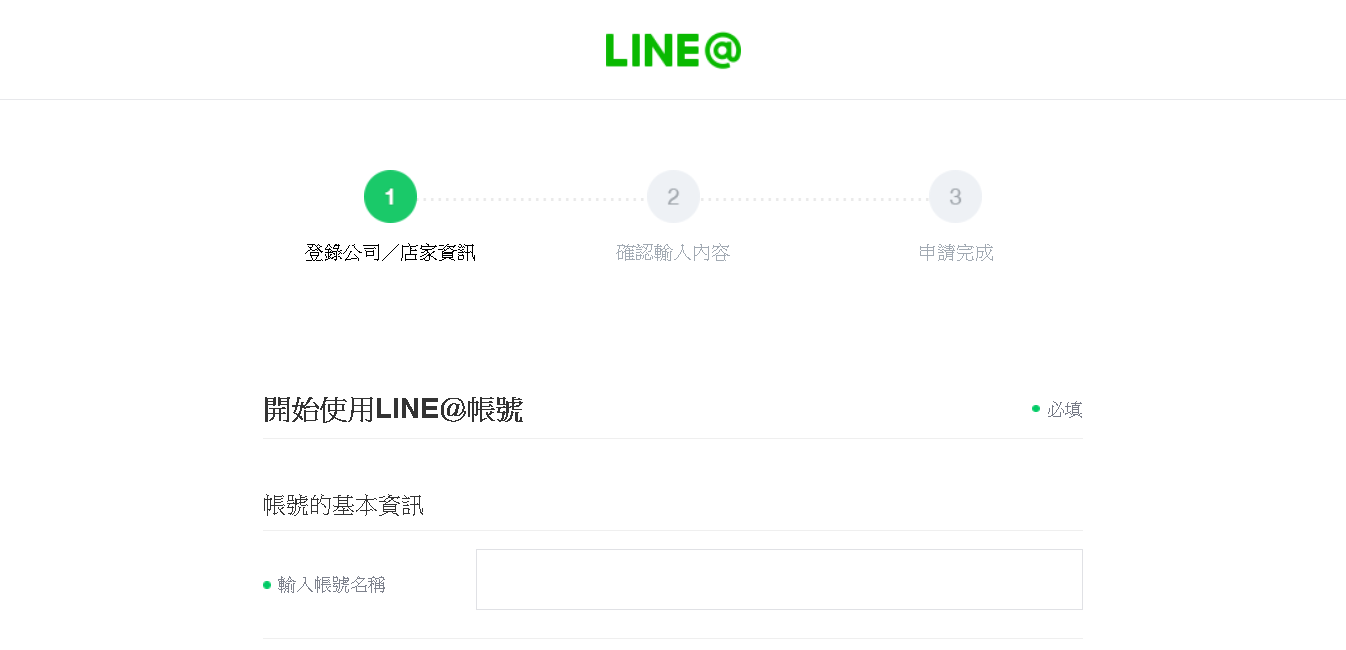 LINE@
1
2
3
登錄公司／店家資訊
確認輸入內容
申請完成
開始使用LINE@帳號
必填
帳號的基本資訊
輸入帳號名稱